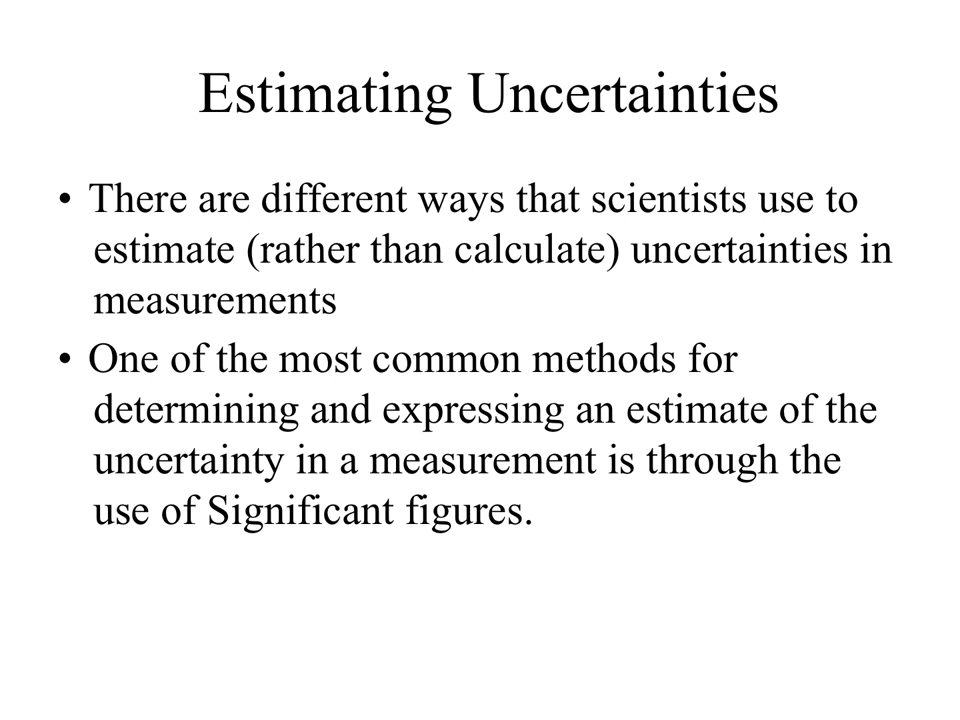 Estimating Uncertainties
• There are different ways that scientists use to
estimate (rather than calculate) uncertainties in
measurements
• One of the most common methods for
determining and expressing an estimate of the
uncertainty in a measurement is through the
use of Significant figures.